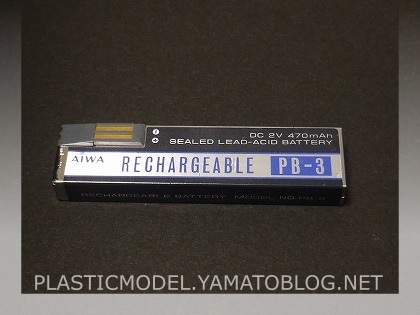 DC 2V 470mAh
SEALED LEAD-ACID BATTERY
AIWA RECHARGEABLE PB-3
RECHARGEABLE BATTERY MODEL NO.PB-3
PLASTICMODEL.YAMATOBLOG.NET